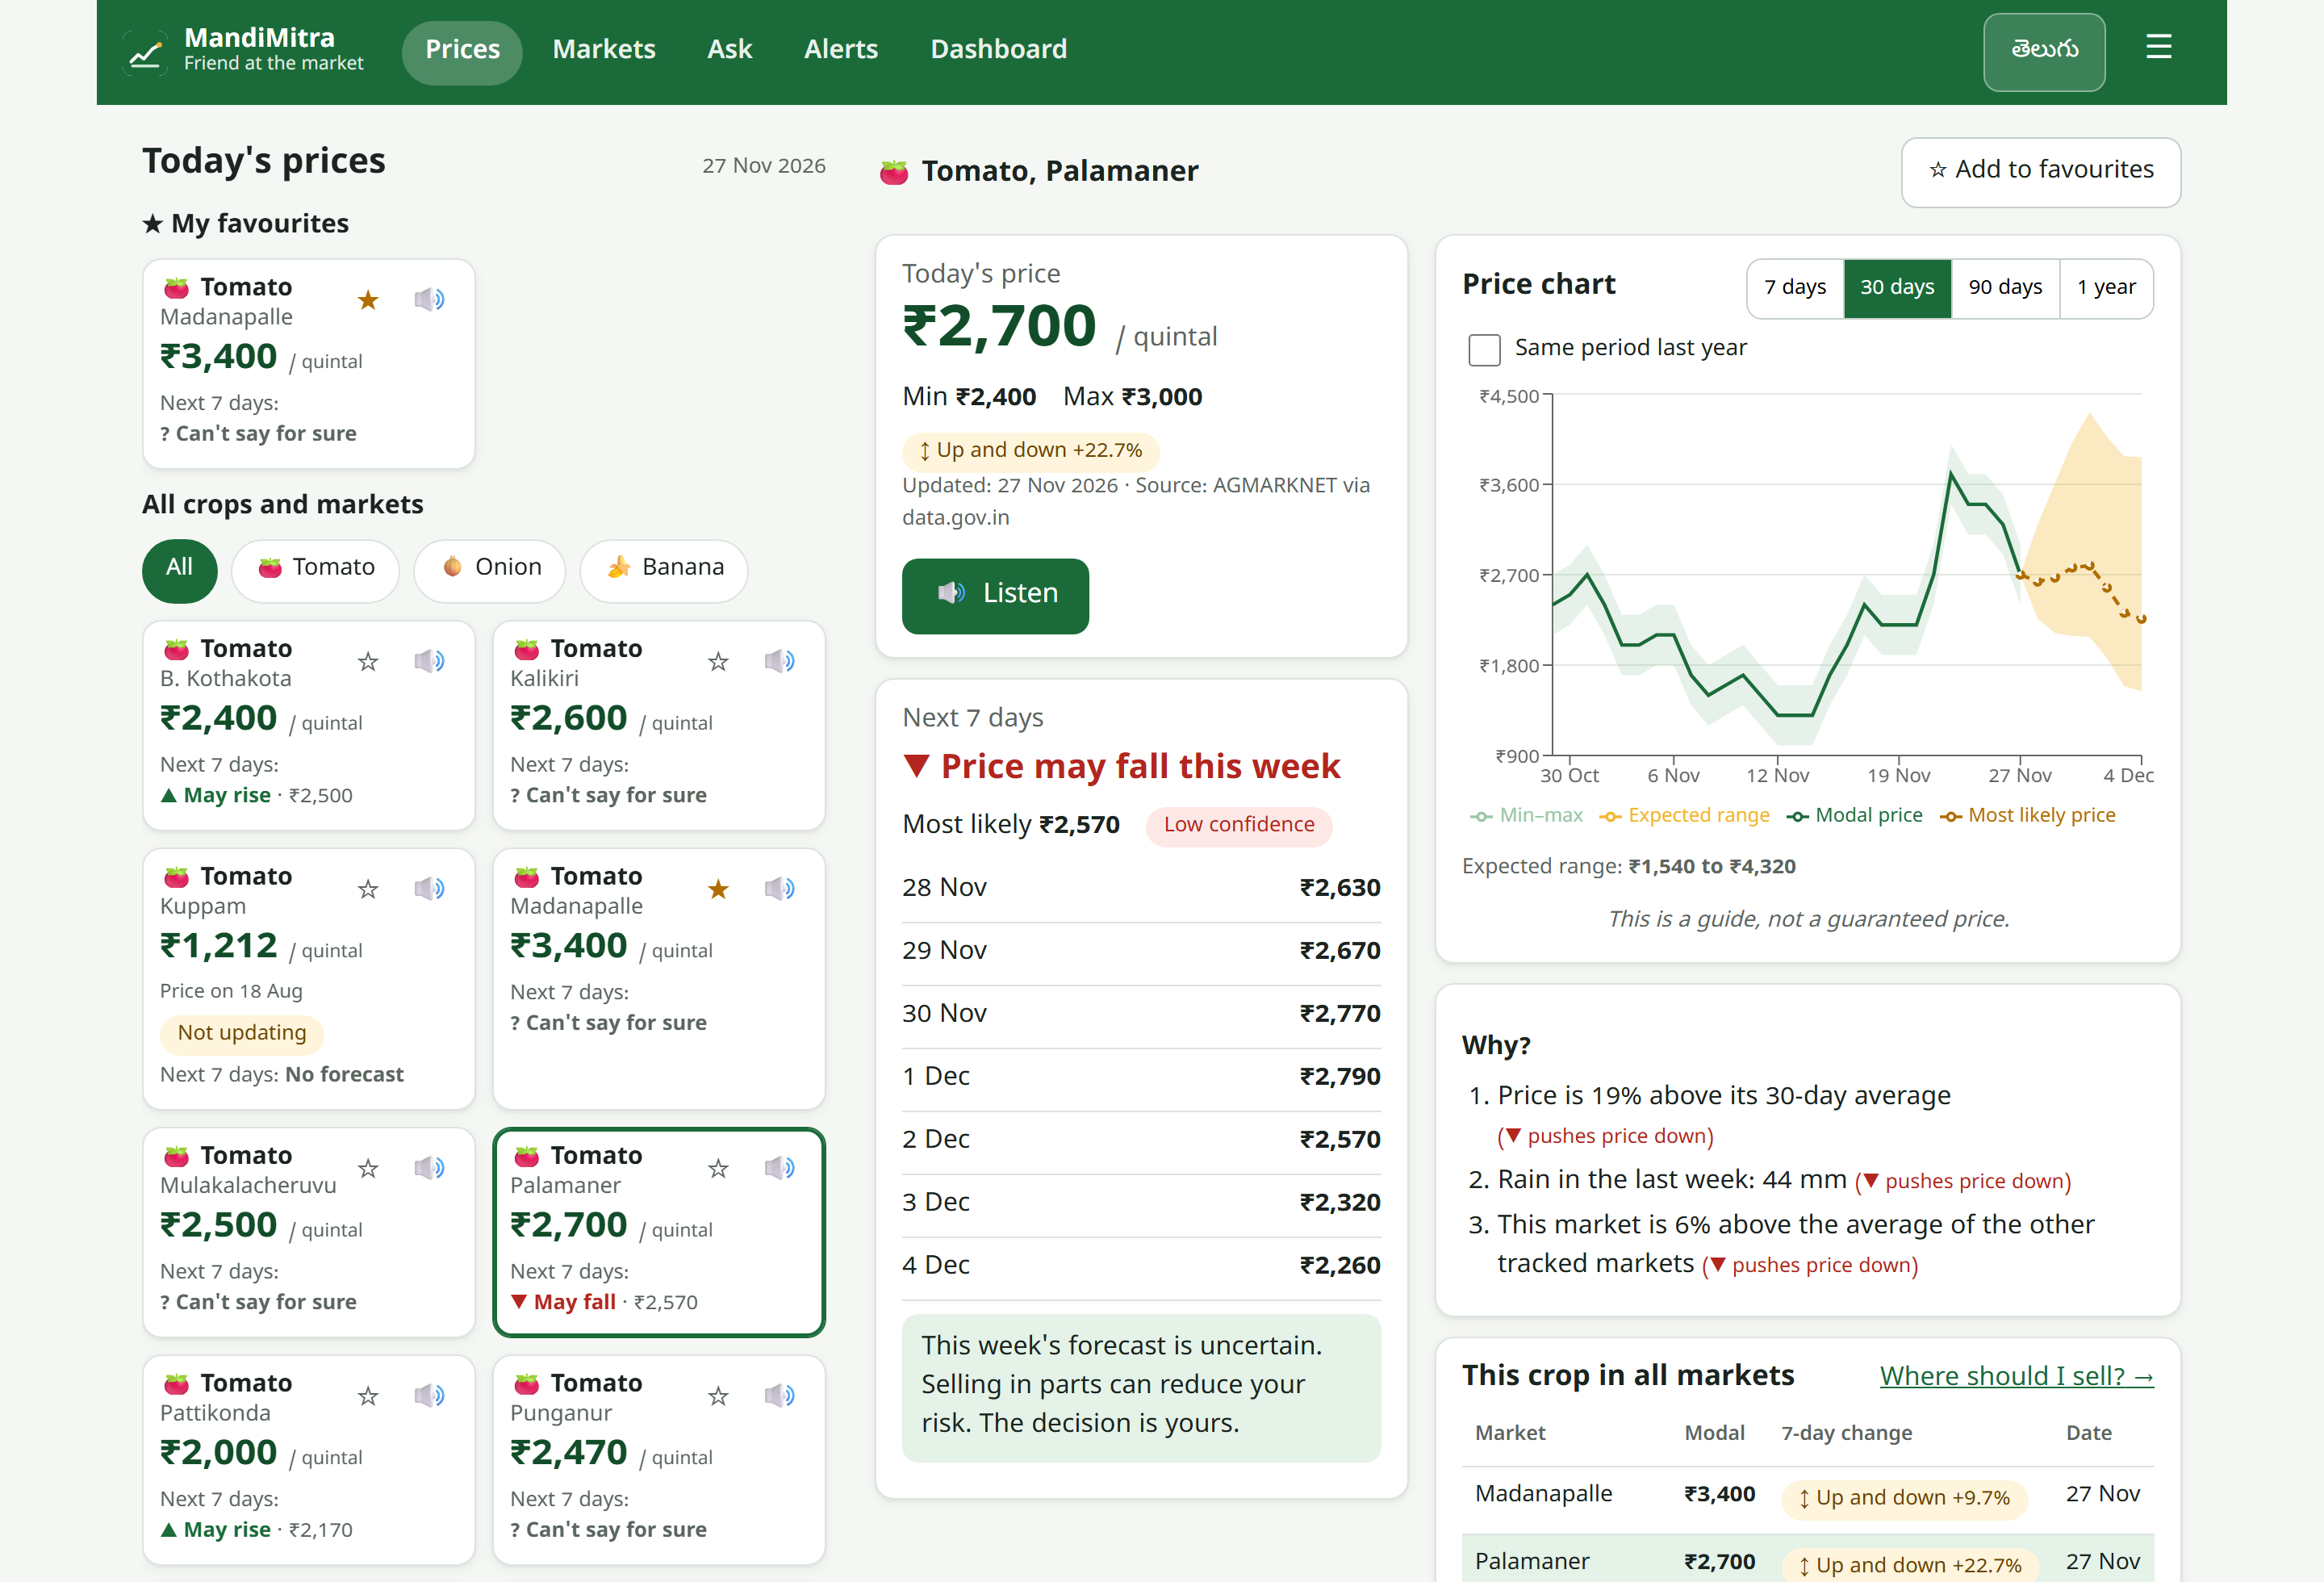 MandiMitra
Friend at the market
Prices
Markets
Ask
Alerts
Dashboard
తెలుగు
☰
Today's prices
27 Nov 2026
★ My favourites
Tomato
Madanapalle
₹3,400 / quintal
Next 7 days:
? Can't say for sure
All crops and markets
All
Tomato
Onion
Banana
Tomato
B. Kothakota
₹2,400 / quintal
Next 7 days:
▲ May rise · ₹2,500
Tomato
Kalikiri
₹2,600 / quintal
Next 7 days:
? Can't say for sure
Tomato
Kuppam
₹1,212 / quintal
Price on 18 Aug
Not updating
Next 7 days: No forecast
Tomato
Madanapalle
₹3,400 / quintal
Next 7 days:
? Can't say for sure
Tomato
Mulakalacheruvu
₹2,500 / quintal
Next 7 days:
? Can't say for sure
Tomato
Palamaner
₹2,700 / quintal
Next 7 days:
▼ May fall · ₹2,570
Tomato
Pattikonda
₹2,000 / quintal
Next 7 days:
▲ May rise · ₹2,170
Tomato
Punganur
₹2,470 / quintal
Next 7 days:
? Can't say for sure
Tomato, Palamaner
☆ Add to favourites
Today's price
₹2,700 / quintal
Min ₹2,400 Max ₹3,000
↕ Up and down +22.7%
Updated: 27 Nov 2026 · Source: AGMARKNET via
data.gov.in
Listen
Next 7 days
▼ Price may fall this week
Most likely ₹2,570 Low confidence
28 Nov ₹2,630
29 Nov ₹2,670
30 Nov ₹2,770
1 Dec ₹2,790
2 Dec ₹2,570
3 Dec ₹2,320
4 Dec ₹2,260
This week's forecast is uncertain.
Selling in parts can reduce your
risk. The decision is yours.
Price chart
7 days
30 days
90 days
1 year
Same period last year
₹4,500
₹3,600
₹2,700
₹1,800
₹900
30 Oct
6 Nov
12 Nov
19 Nov
27 Nov
4 Dec
Min–max
Expected range
Modal price
Most likely price
Expected range: ₹1,540 to ₹4,320
This is a guide, not a guaranteed price.
Why?
1. Price is 19% above its 30-day average
(▼ pushes price down)
2. Rain in the last week: 44 mm (▼ pushes price down)
3. This market is 6% above the average of the other
tracked markets (▼ pushes price down)
This crop in all markets
Where should I sell? →
Market Modal 7-day change Date
Madanapalle ₹3,400 ↕ Up and down +9.7% 27 Nov
Palamaner ₹2,700 ↕ Up and down +22.7% 27 Nov